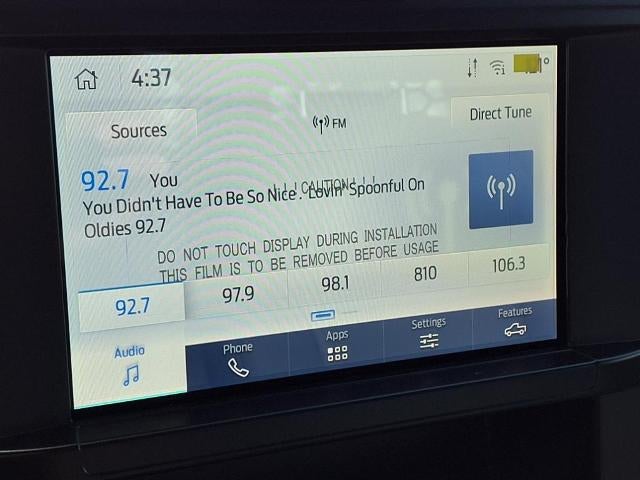 4:37
Sources
FM
Direct Tune
92.7 You
! ! ! CAUTION ! ! !
You Didn't Have To Be So Nice . Lovin' Spoonful On
Oldies 92.7
DO NOT TOUCH DISPLAY DURING INSTALLATION
THIS FILM IS TO BE REMOVED BEFORE USAGE
92.7 97.9 98.1 810 106.3
Audio Phone Apps Settings Features